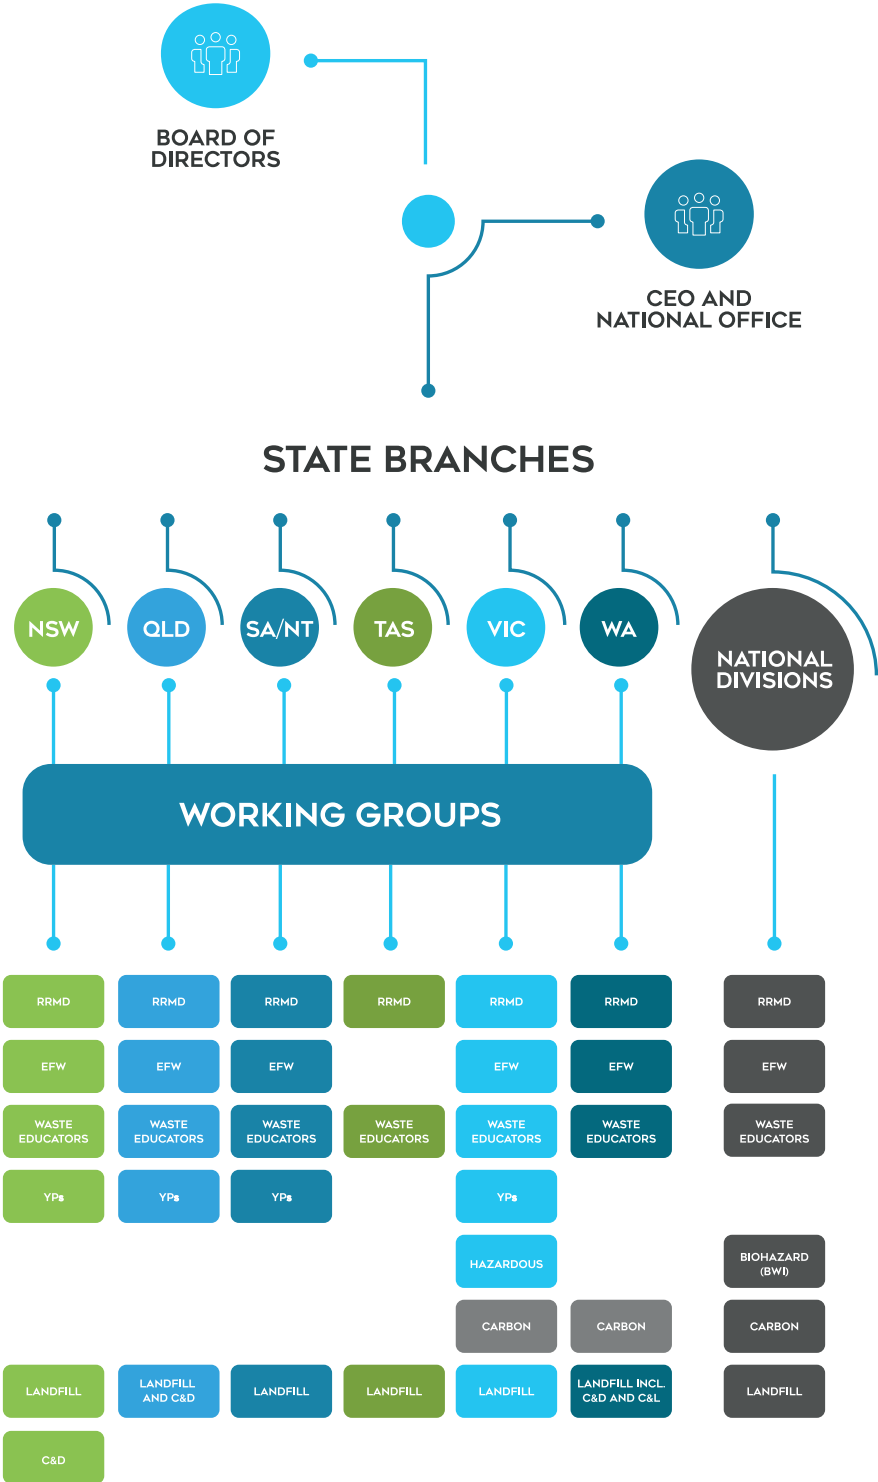 BOARD OF
DIRECTORS
CEO AND
NATIONAL OFFICE
STATE BRANCHES
NSW
QLD
SA/NT
TAS
VIC
WA
NATIONAL
DIVISIONS
WORKING GROUPS
RRMD
RRMD
RRMD
RRMD
RRMD
RRMD
RRMD
EFW
EFW
EFW
EFW
EFW
EFW
WASTE
EDUCATORS
WASTE
EDUCATORS
WASTE
EDUCATORS
WASTE
EDUCATORS
WASTE
EDUCATORS
WASTE
EDUCATORS
WASTE
EDUCATORS
YPs
YPs
YPs
YPs
HAZARDOUS
BIOHAZARD
(BWI)
CARBON
CARBON
CARBON
LANDFILL
LANDFILL
AND C&D
LANDFILL
LANDFILL
LANDFILL
LANDFILL INCL.
C&D AND C&L
LANDFILL
C&D